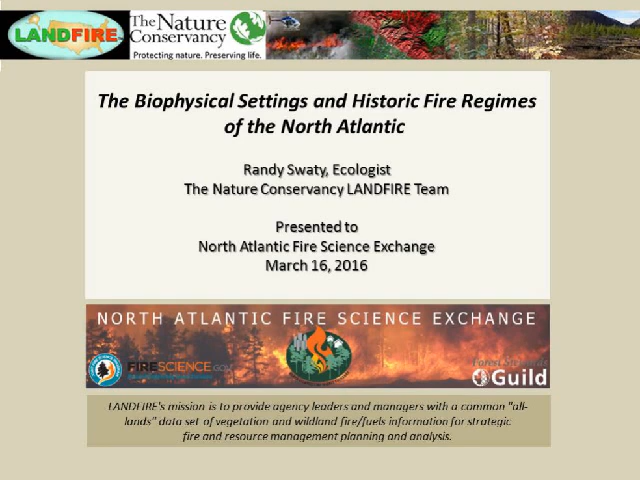 LANDFIRE
The Nature
Conservancy
Protecting nature. Preserving life.
The Biophysical Settings and Historic Fire Regimes
of the North Atlantic
Randy Swaty, Ecologist
The Nature Conservancy LANDFIRE Team
Presented to
North Atlantic Fire Science Exchange
March 16, 2016
NORTH ATLANTIC FIRE SCIENCE EXCHANGE
FIRESCIENCE.GOV
Forest Stewards
Guild
LANDFIRE's mission is to provide agency leaders and managers with a common "all-
lands" data set of vegetation and wildland fire/fuels information for strategic
fire and resource management planning and analysis.